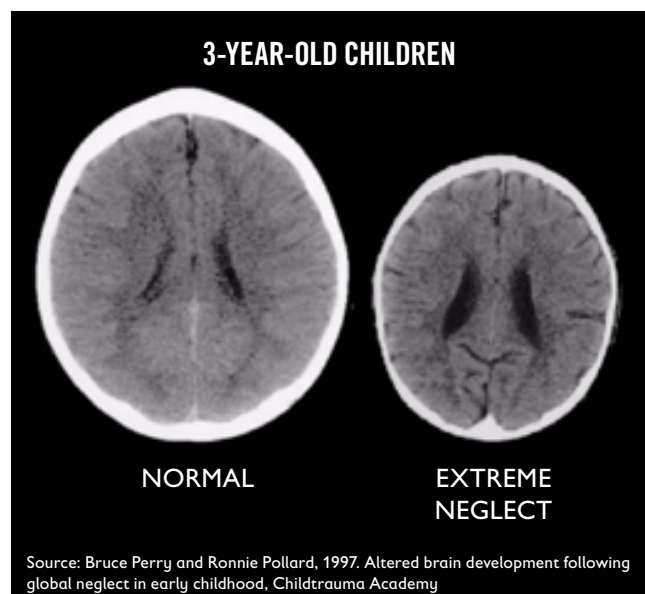 3-YEAR-OLD CHILDREN
NORMAL
EXTREME
NEGLECT
Source: Bruce Perry and Ronnie Pollard, 1997. Altered brain development following
global neglect in early childhood, Childtrauma Academy